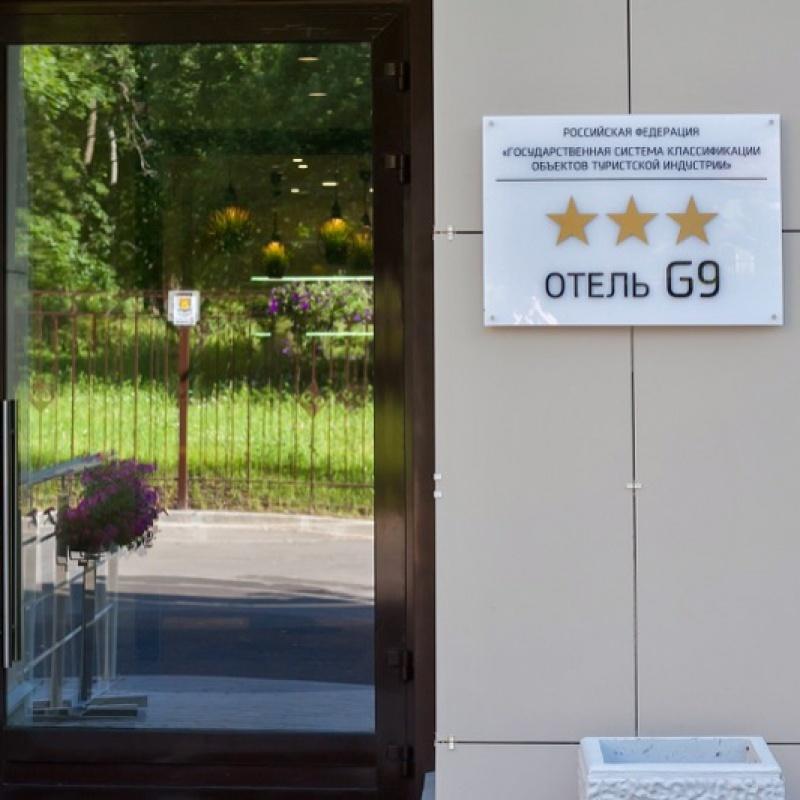 РОССИЙСКАЯ ФЕДЕРАЦИЯ
«ГОСУДАРСТВЕННАЯ СИСТЕМА КЛАССИФИКАЦИИ
ОБЪЕКТОВ ТУРИСТСКОЙ ИНДУСТРИИ»
ОТЕЛЬ G9